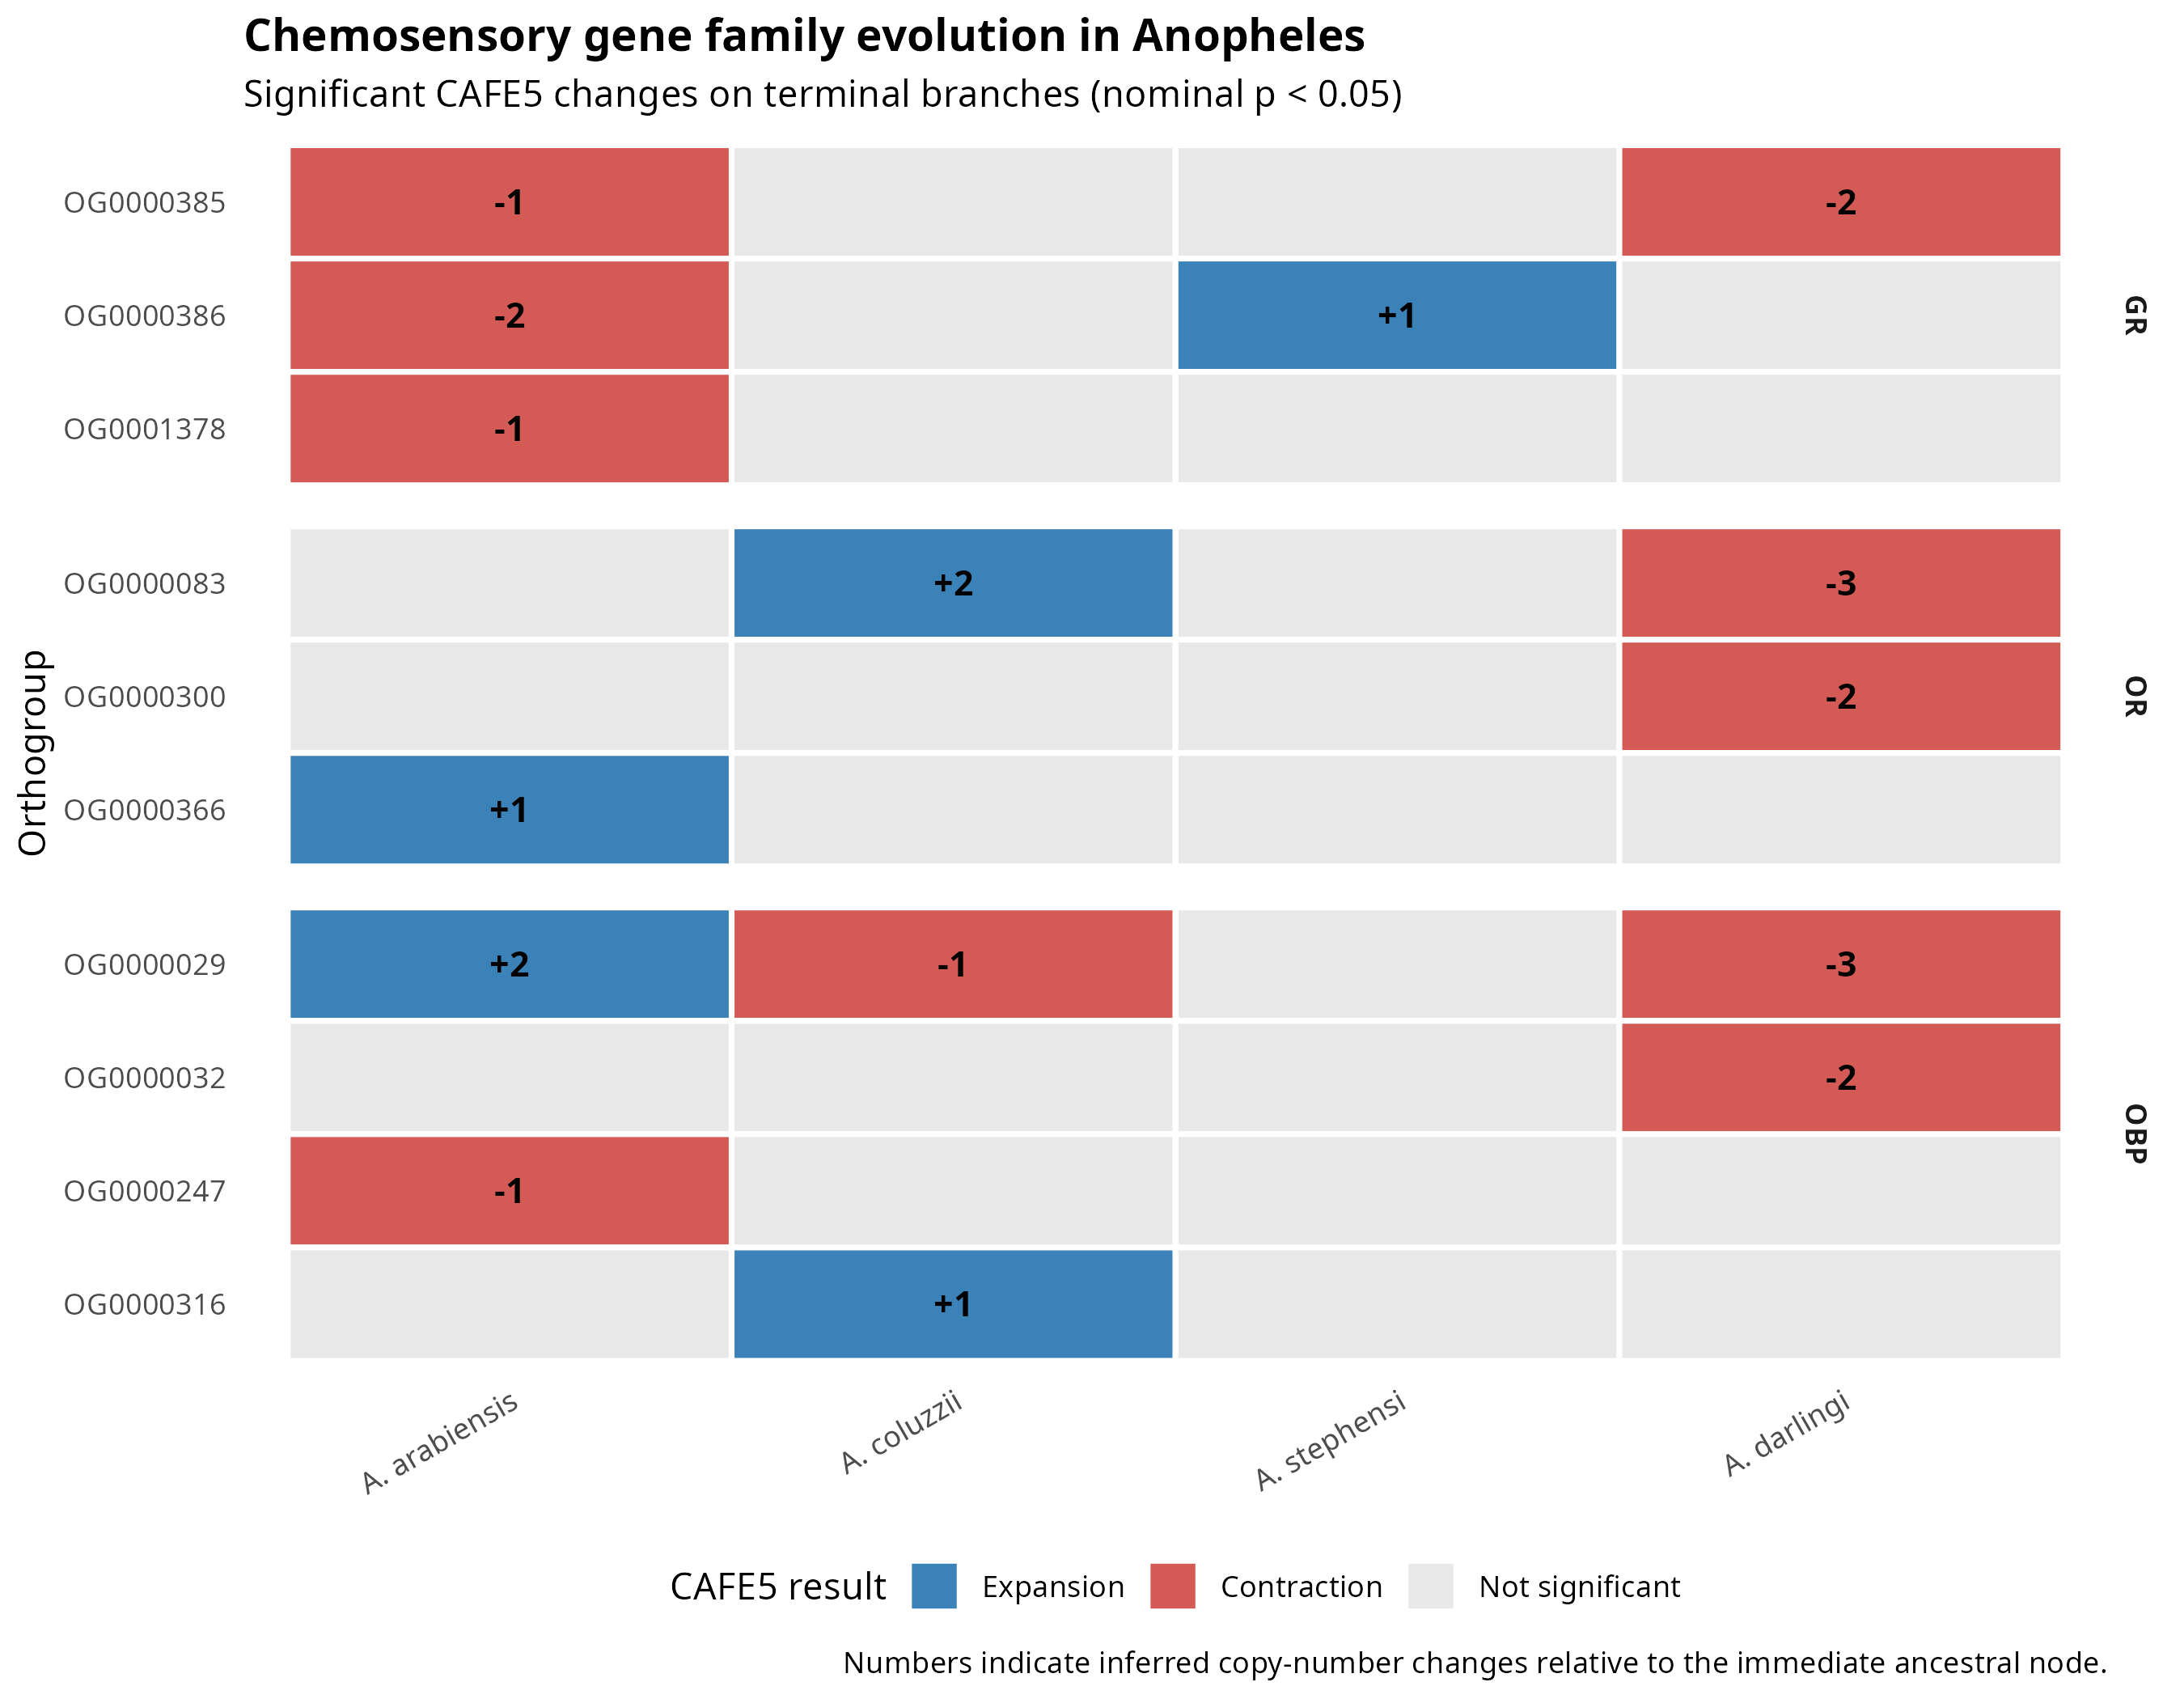 Chemosensory gene family evolution in Anopheles
Significant CAFE5 changes on terminal branches (nominal p < 0.05)
Orthogroup
GR
OG0000385 -1 -2
OG0000386 -2 +1
OG0001378 -1
OR
OG0000083 +2 -3
OG0000300 -2
OG0000366 +1
OBP
OG0000029 +2 -1 -3
OG0000032 -2
OG0000247 -1
OG0000316 +1
A. arabiensis A. coluzzii A. stephensi A. darlingi
CAFE5 result Expansion Contraction Not significant
Numbers indicate inferred copy-number changes relative to the immediate ancestral node.